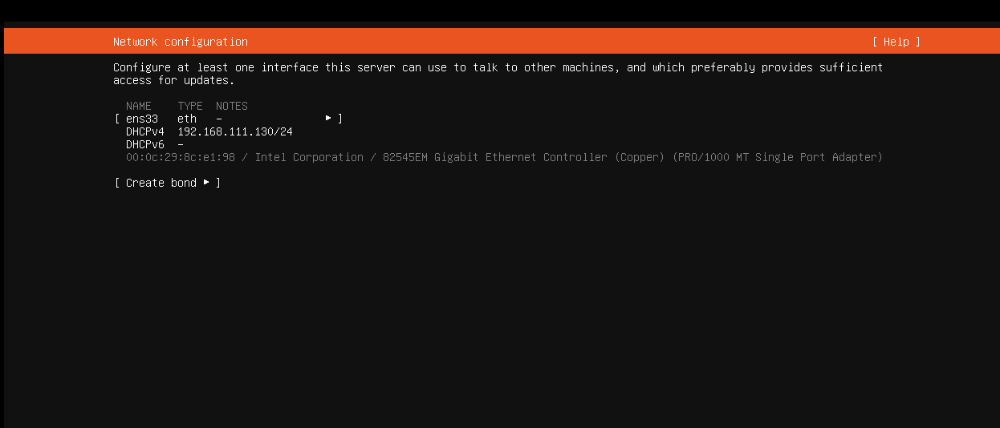 Network configuration [ Help ]
Configure at least one interface this server can use to talk to other machines, and which preferably provides sufficient
access for updates.
NAME TYPE NOTES
[ ens33 eth – ▸ ]
DHCPv4 192.168.111.130/24
DHCPv6 –
00:0c:29:8c:e1:98 / Intel Corporation / 82545EM Gigabit Ethernet Controller (Copper) (PRO/1000 MT Single Port Adapter)
[ Create bond ▸ ]